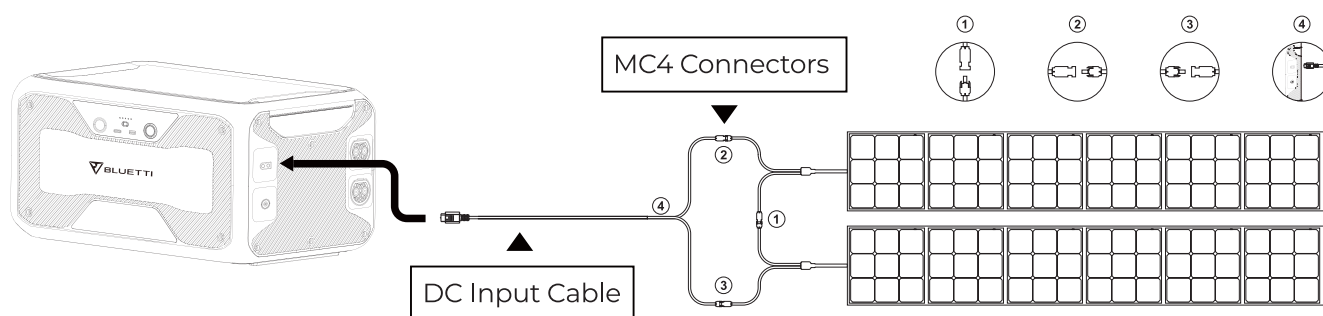 ① ② ③ ④
MC4 Connectors
②
BLUETTI
④ ①
③
DC Input Cable